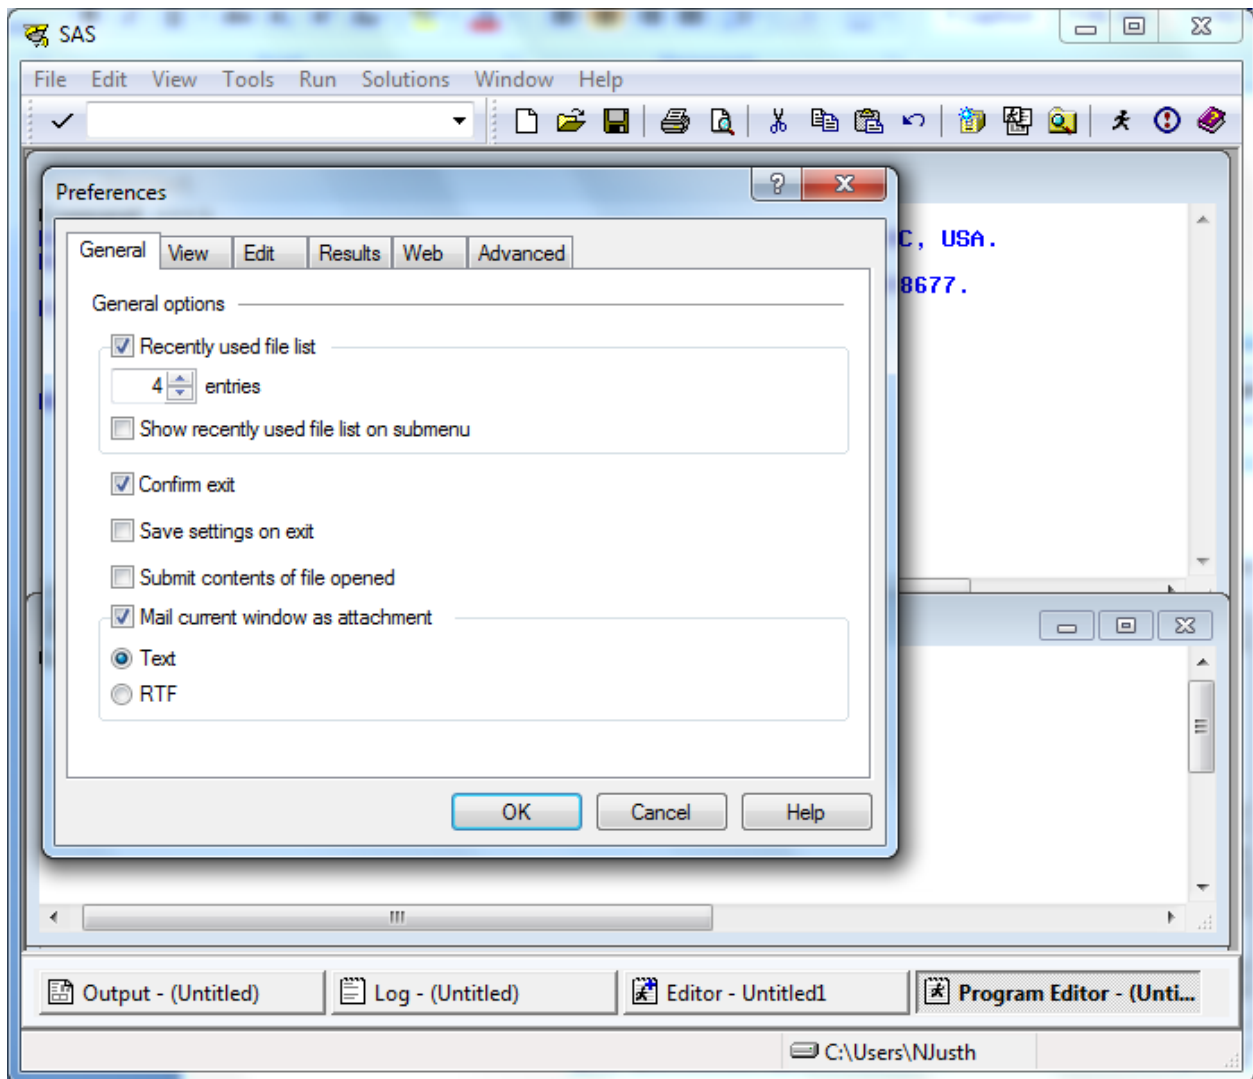 SAS
File Edit View Tools Run Solutions Window Help
Preferences
General View Edit Results Web Advanced
C, USA.
8677.
General options
Recently used file list
4 entries
Show recently used file list on submenu
Confirm exit
Save settings on exit
Submit contents of file opened
Mail current window as attachment
Text
RTF
OK Cancel Help
Output - (Untitled) Log - (Untitled) Editor - Untitled1 Program Editor - (Unti...
C:\Users\NJusth